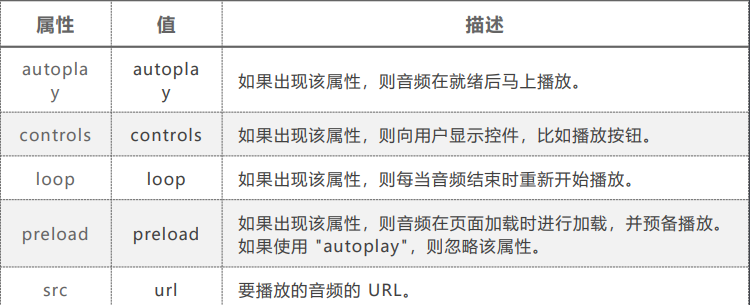 属性 值 描述
autopla autopla
y y
如果出现该属性，则音频在就绪后马上播放。
controls controls 如果出现该属性，则向用户显示控件，比如播放按钮。
loop loop 如果出现该属性，则每当音频结束时重新开始播放。
preload preload 如果出现该属性，则音频在页面加载时进行加载，并预备播放。
如果使用 "autoplay"，则忽略该属性。
src url 要播放的音频的 URL。